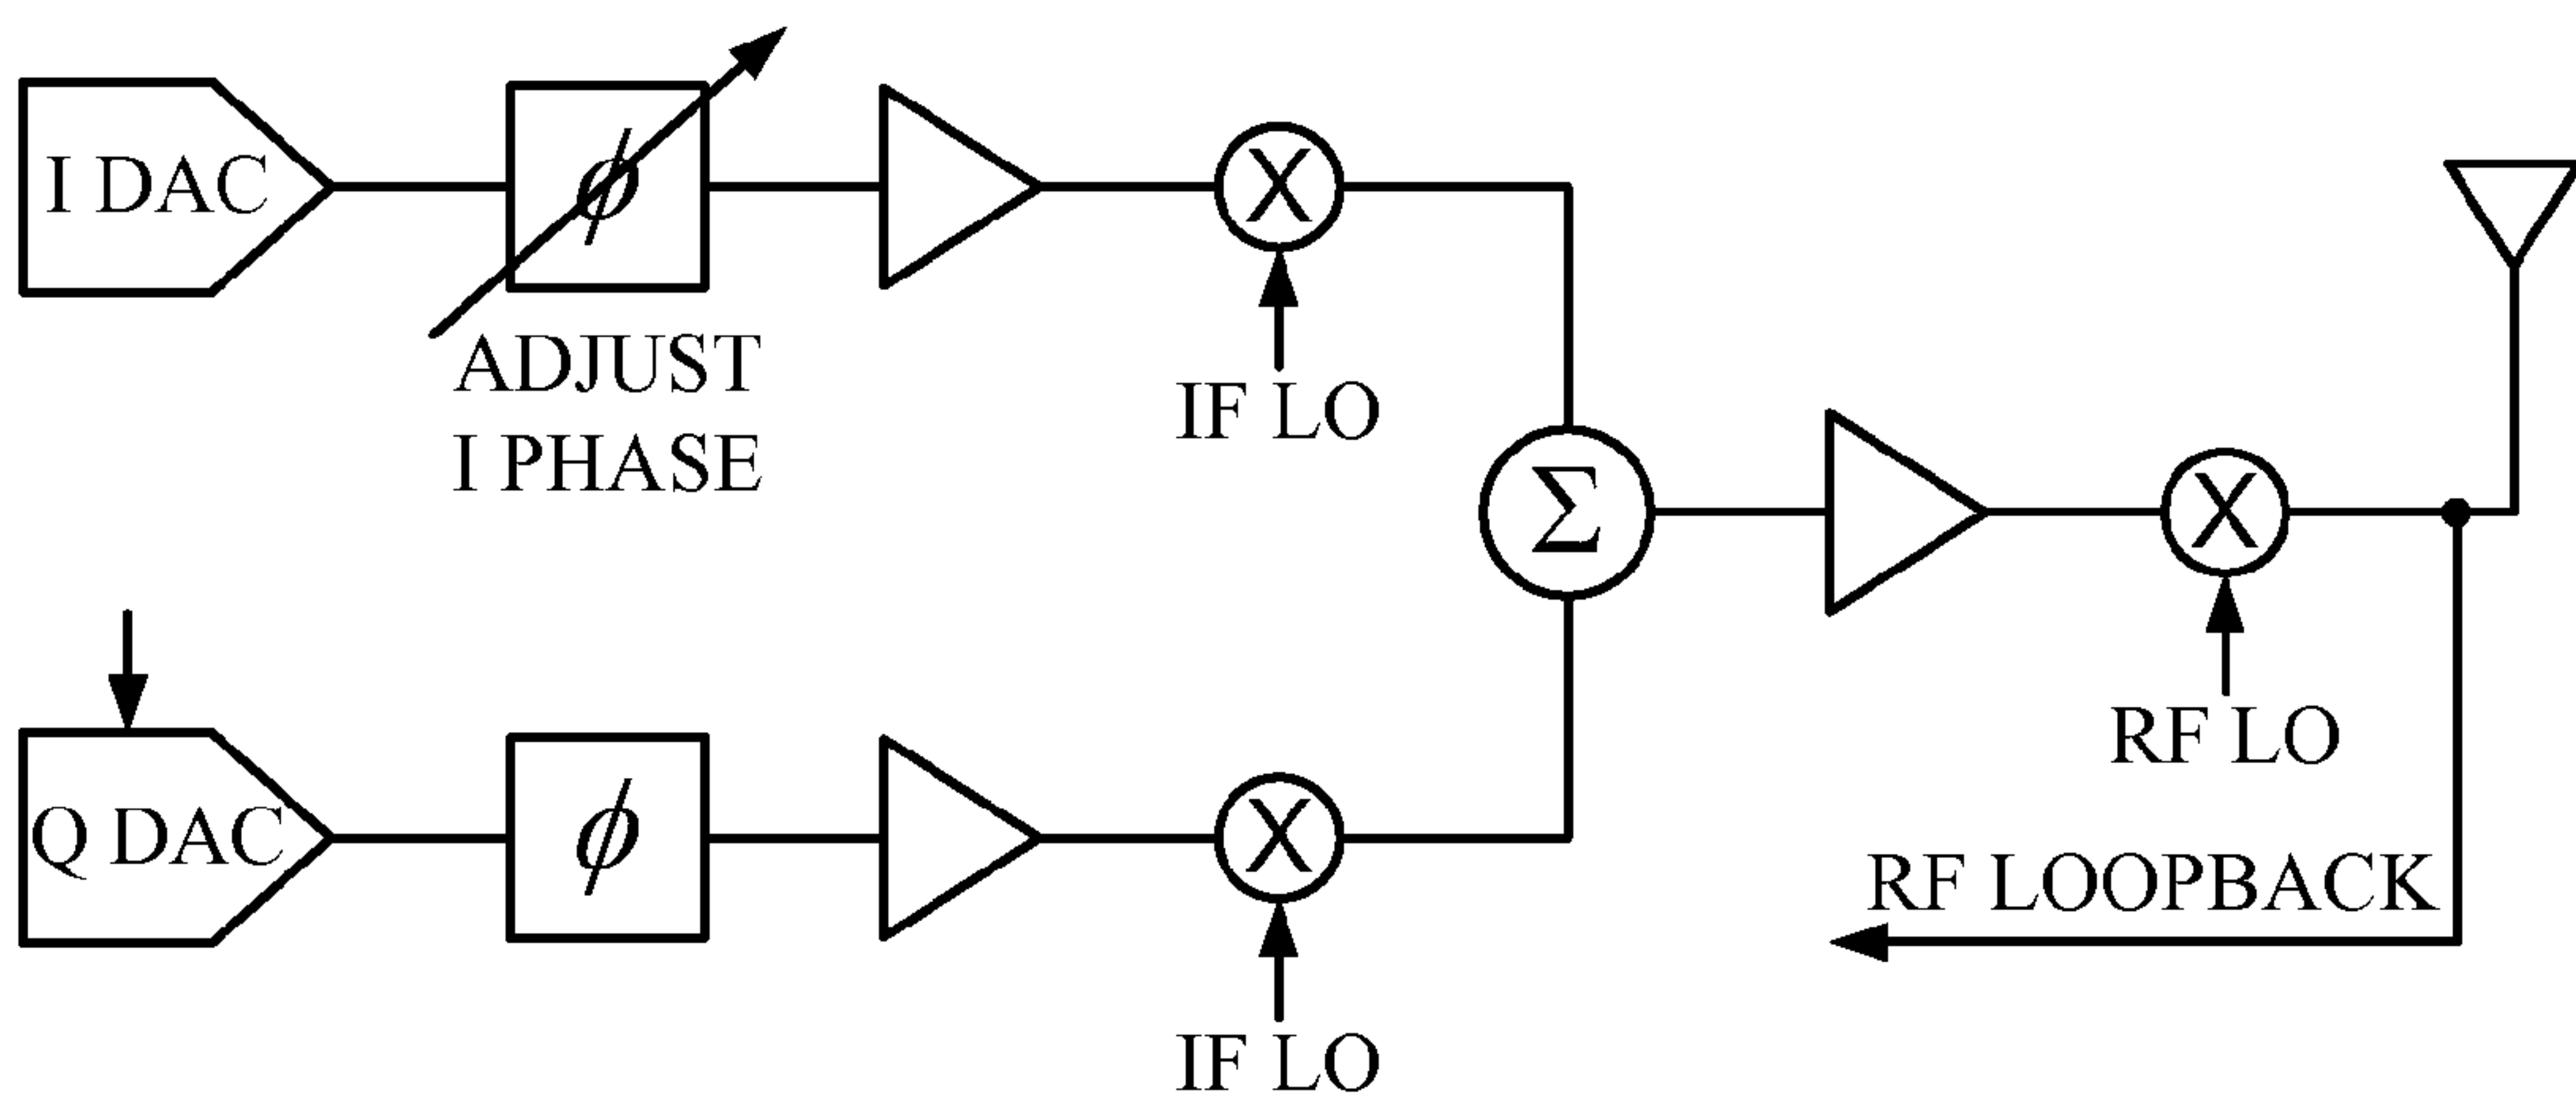 I DAC
ϕ
X
ADJUST
I PHASE
IF LO
Σ
X
RF LO
Q DAC
ϕ
X
RF LOOPBACK
IF LO